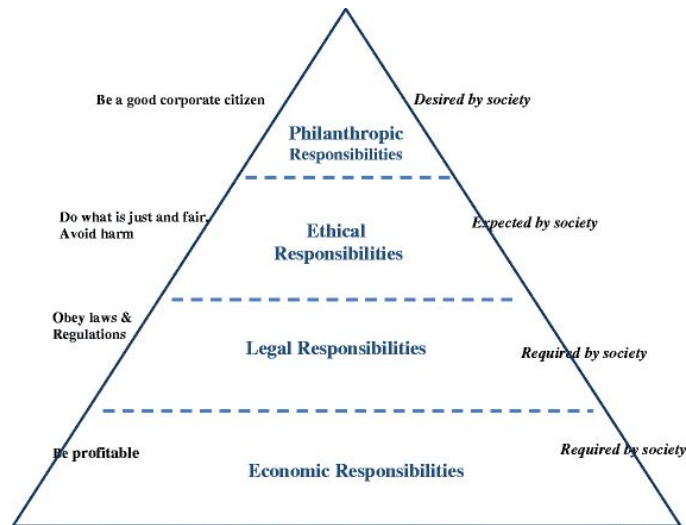 Be a good corporate citizen
Desired by society
Philanthropic
Responsibilities
Do what is just and fair,
Avoid harm
Expected by society
Ethical
Responsibilities
Obey laws &
Regulations
Legal Responsibilities
Required by society
Be profitable
Required by society
Economic Responsibilities